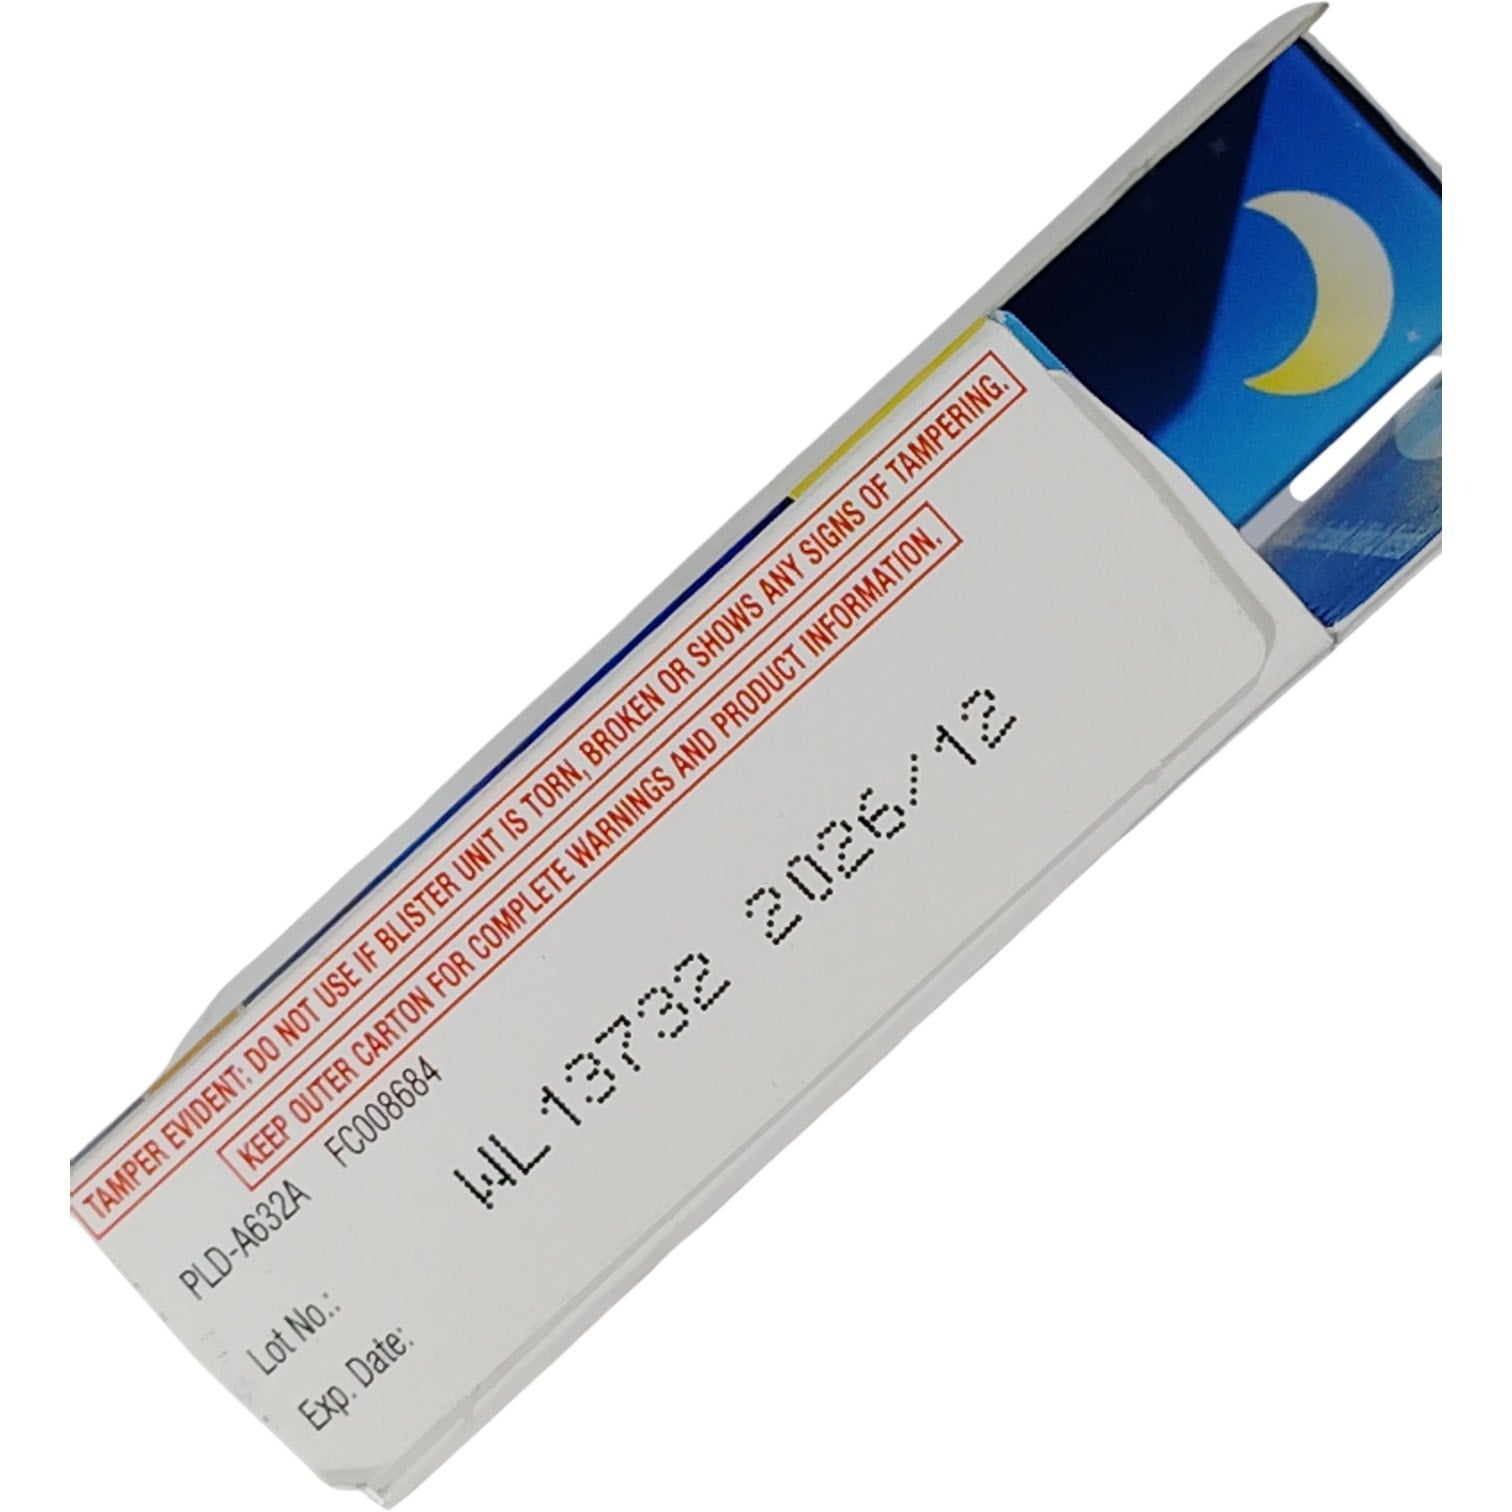 TAMPER EVIDENT: DO NOT USE IF BLISTER UNIT IS TORN, BROKEN OR SHOWS ANY SIGNS OF TAMPERING.
KEEP OUTER CARTON FOR COMPLETE WARNINGS AND PRODUCT INFORMATION.
PLD-A632A FC008684
Lot No.:
Exp. Date:
WL13732 2026/12